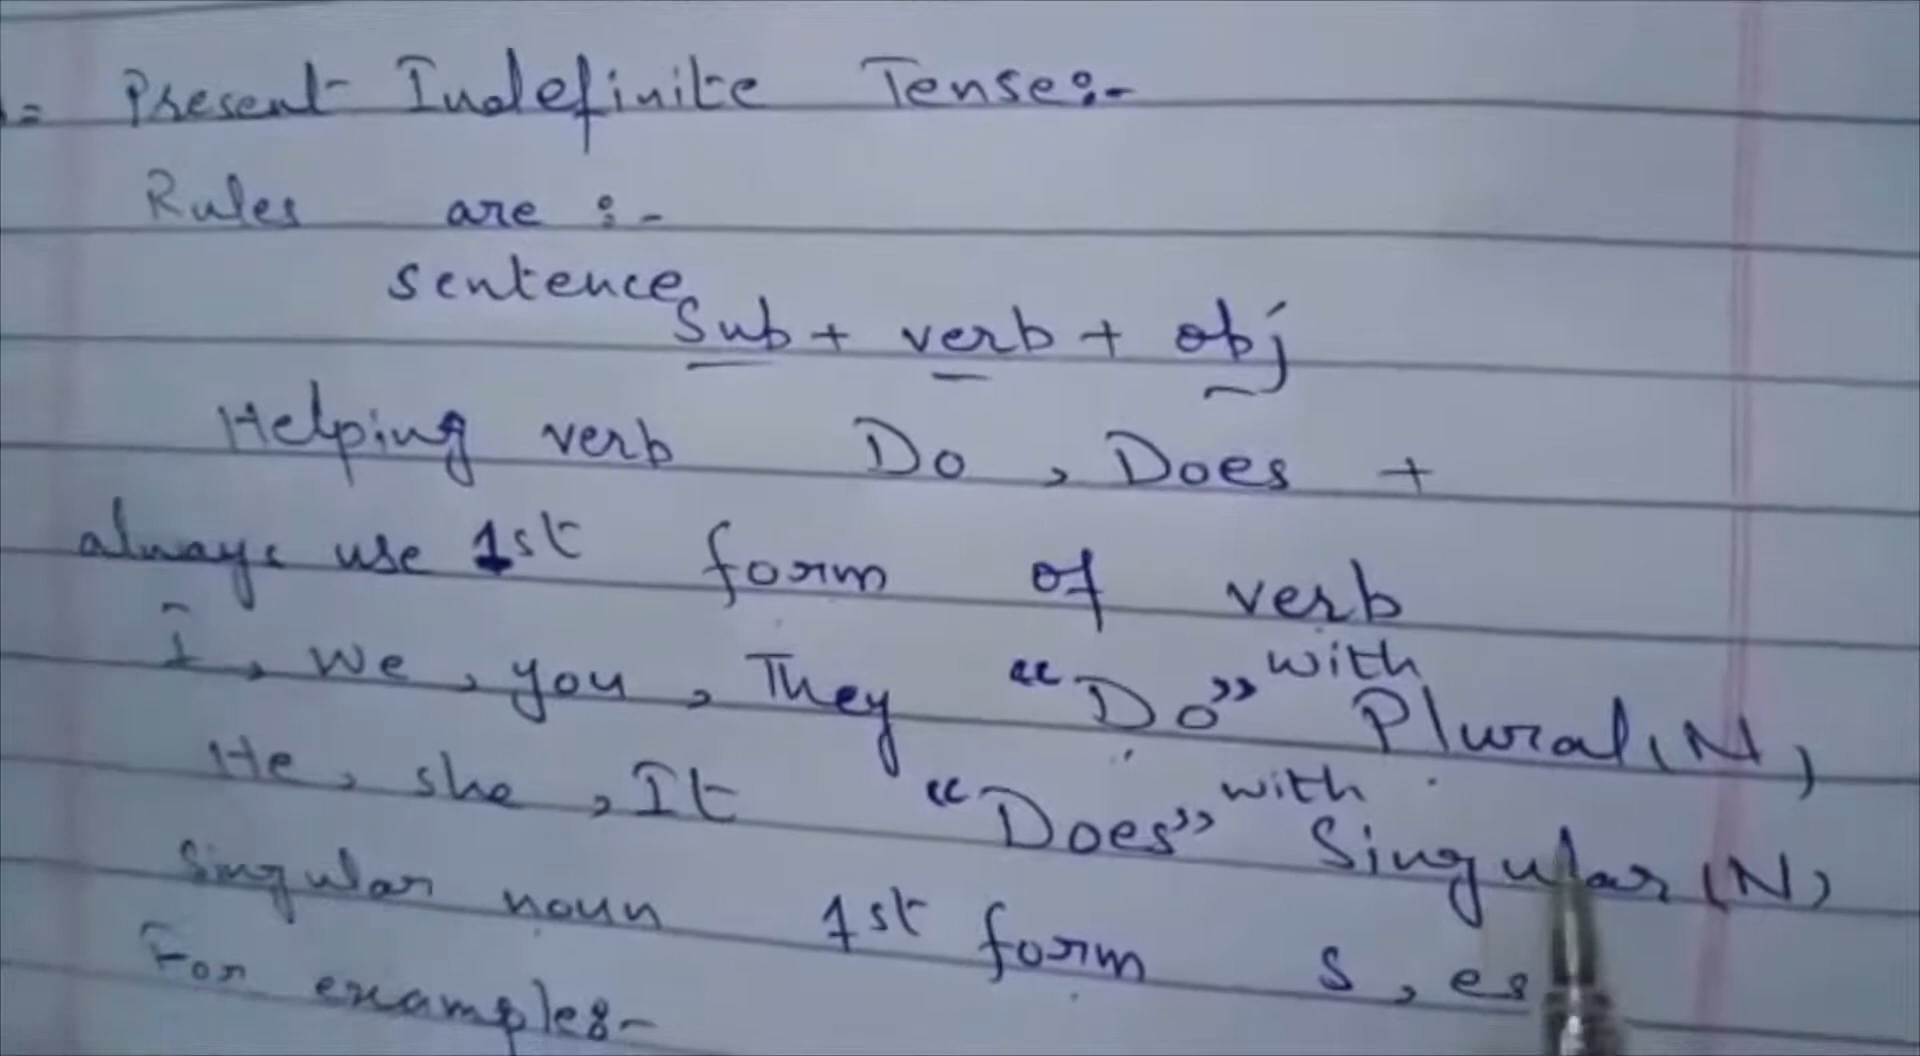 Present Indefinite Tense:-
Rules are :-
sentence
Sub + verb + obj
Helping verb Do, Does +
always use 1st form of verb
I, We, you, They "Do" with Plural(N)
He, she, It "Does" with Singular(N)
Singular noun 1st form s, es
For example:-